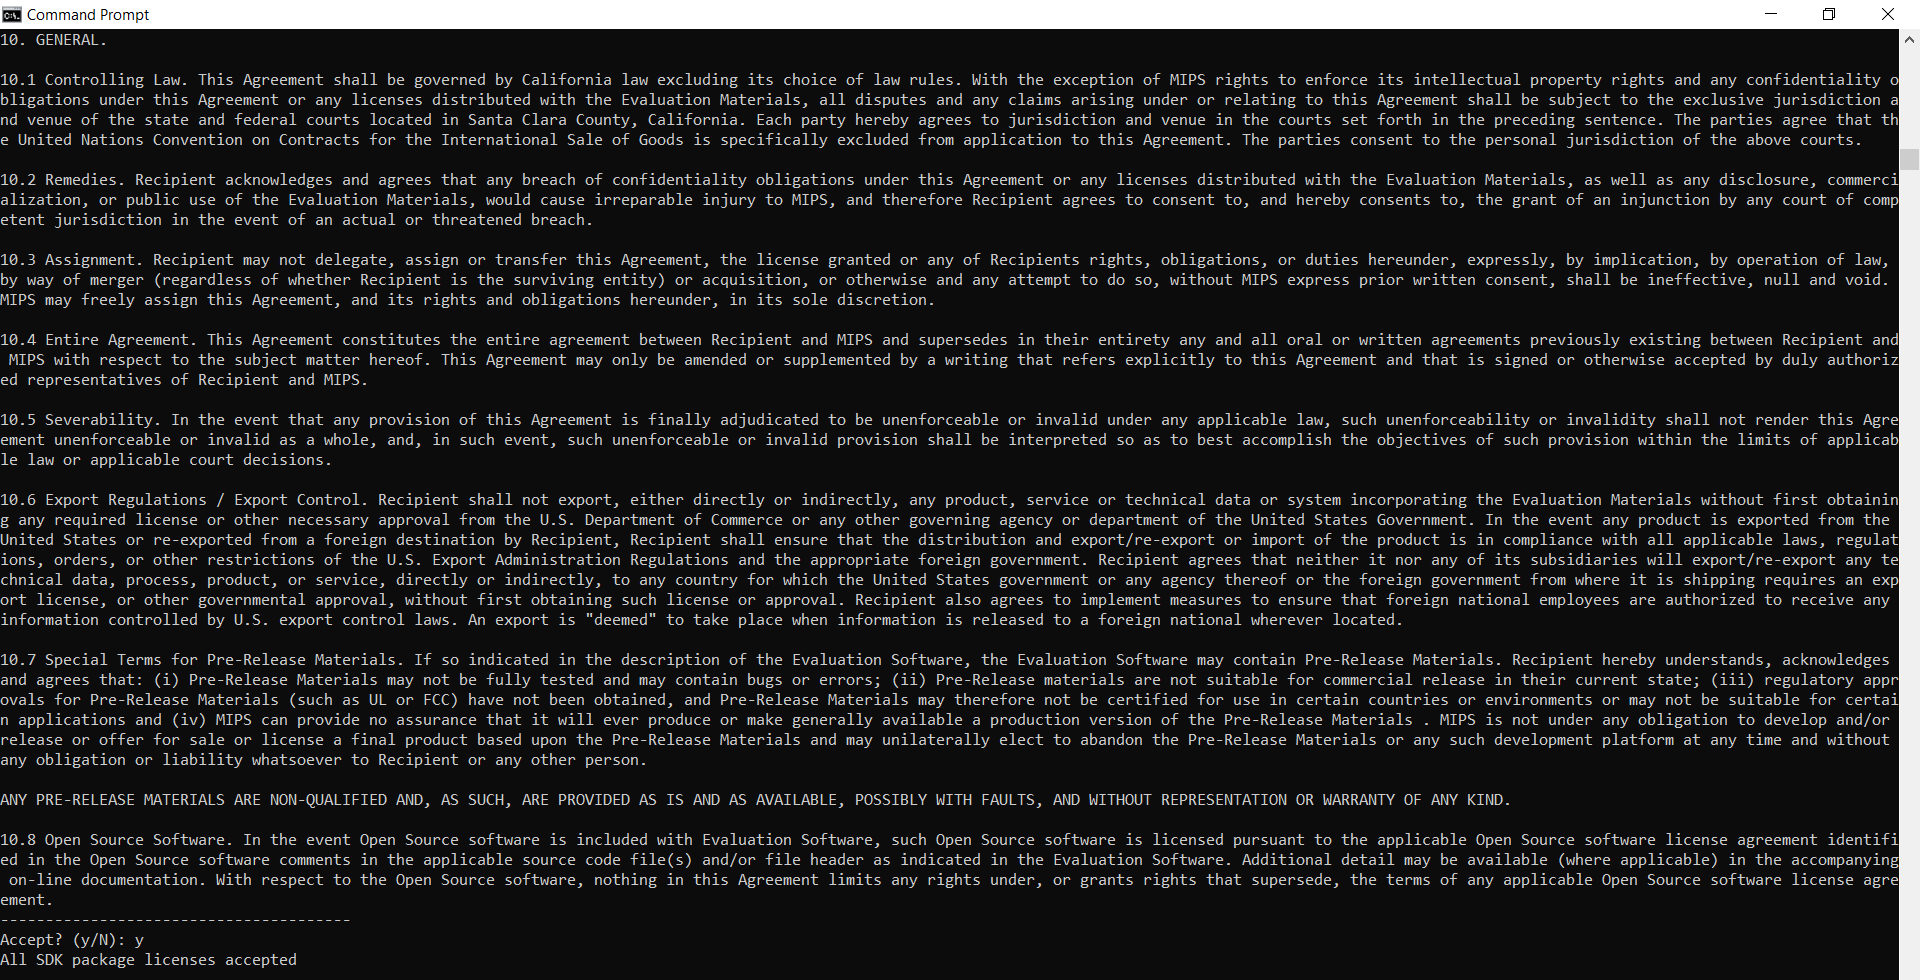 Command Prompt
10. GENERAL.
10.1 Controlling Law. This Agreement shall be governed by California law excluding its choice of law rules. With the exception of MIPS rights to enforce its intellectual property rights and any confidentiality o
bligations under this Agreement or any licenses distributed with the Evaluation Materials, all disputes and any claims arising under or relating to this Agreement shall be subject to the exclusive jurisdiction a
nd venue of the state and federal courts located in Santa Clara County, California. Each party hereby agrees to jurisdiction and venue in the courts set forth in the preceding sentence. The parties agree that th
e United Nations Convention on Contracts for the International Sale of Goods is specifically excluded from application to this Agreement. The parties consent to the personal jurisdiction of the above courts.
10.2 Remedies. Recipient acknowledges and agrees that any breach of confidentiality obligations under this Agreement or any licenses distributed with the Evaluation Materials, as well as any disclosure, commerci
alization, or public use of the Evaluation Materials, would cause irreparable injury to MIPS, and therefore Recipient agrees to consent to, and hereby consents to, the grant of an injunction by any court of comp
etent jurisdiction in the event of an actual or threatened breach.
10.3 Assignment. Recipient may not delegate, assign or transfer this Agreement, the license granted or any of Recipients rights, obligations, or duties hereunder, expressly, by implication, by operation of law,
by way of merger (regardless of whether Recipient is the surviving entity) or acquisition, or otherwise and any attempt to do so, without MIPS express prior written consent, shall be ineffective, null and void.
MIPS may freely assign this Agreement, and its rights and obligations hereunder, in its sole discretion.
10.4 Entire Agreement. This Agreement constitutes the entire agreement between Recipient and MIPS and supersedes in their entirety any and all oral or written agreements previously existing between Recipient and
MIPS with respect to the subject matter hereof. This Agreement may only be amended or supplemented by a writing that refers explicitly to this Agreement and that is signed or otherwise accepted by duly authoriz
ed representatives of Recipient and MIPS.
10.5 Severability. In the event that any provision of this Agreement is finally adjudicated to be unenforceable or invalid under any applicable law, such unenforceability or invalidity shall not render this Agre
ement unenforceable or invalid as a whole, and, in such event, such unenforceable or invalid provision shall be interpreted so as to best accomplish the objectives of such provision within the limits of applicab
le law or applicable court decisions.
10.6 Export Regulations / Export Control. Recipient shall not export, either directly or indirectly, any product, service or technical data or system incorporating the Evaluation Materials without first obtainin
g any required license or other necessary approval from the U.S. Department of Commerce or any other governing agency or department of the United States Government. In the event any product is exported from the
United States or re-exported from a foreign destination by Recipient, Recipient shall ensure that the distribution and export/re-export or import of the product is in compliance with all applicable laws, regulat
ions, orders, or other restrictions of the U.S. Export Administration Regulations and the appropriate foreign government. Recipient agrees that neither it nor any of its subsidiaries will export/re-export any te
chnical data, process, product, or service, directly or indirectly, to any country for which the United States government or any agency thereof or the foreign government from where it is shipping requires an exp
ort license, or other governmental approval, without first obtaining such license or approval. Recipient also agrees to implement measures to ensure that foreign national employees are authorized to receive any
information controlled by U.S. export control laws. An export is "deemed" to take place when information is released to a foreign national wherever located.
10.7 Special Terms for Pre-Release Materials. If so indicated in the description of the Evaluation Software, the Evaluation Software may contain Pre-Release Materials. Recipient hereby understands, acknowledges
and agrees that: (i) Pre-Release Materials may not be fully tested and may contain bugs or errors; (ii) Pre-Release materials are not suitable for commercial release in their current state; (iii) regulatory appr
ovals for Pre-Release Materials (such as UL or FCC) have not been obtained, and Pre-Release Materials may therefore not be certified for use in certain countries or environments or may not be suitable for certai
n applications and (iv) MIPS can provide no assurance that it will ever produce or make generally available a production version of the Pre-Release Materials . MIPS is not under any obligation to develop and/or
release or offer for sale or license a final product based upon the Pre-Release Materials and may unilaterally elect to abandon the Pre-Release Materials or any such development platform at any time and without
any obligation or liability whatsoever to Recipient or any other person.
ANY PRE-RELEASE MATERIALS ARE NON-QUALIFIED AND, AS SUCH, ARE PROVIDED AS IS AND AS AVAILABLE, POSSIBLY WITH FAULTS, AND WITHOUT REPRESENTATION OR WARRANTY OF ANY KIND.
10.8 Open Source Software. In the event Open Source software is included with Evaluation Software, such Open Source software is licensed pursuant to the applicable Open Source software license agreement identifi
ed in the Open Source software comments in the applicable source code file(s) and/or file header as indicated in the Evaluation Software. Additional detail may be available (where applicable) in the accompanying
on-line documentation. With respect to the Open Source software, nothing in this Agreement limits any rights under, or grants rights that supersede, the terms of any applicable Open Source software license agre
ement.
---------------------------------------
Accept? (y/N): y
All SDK package licenses accepted